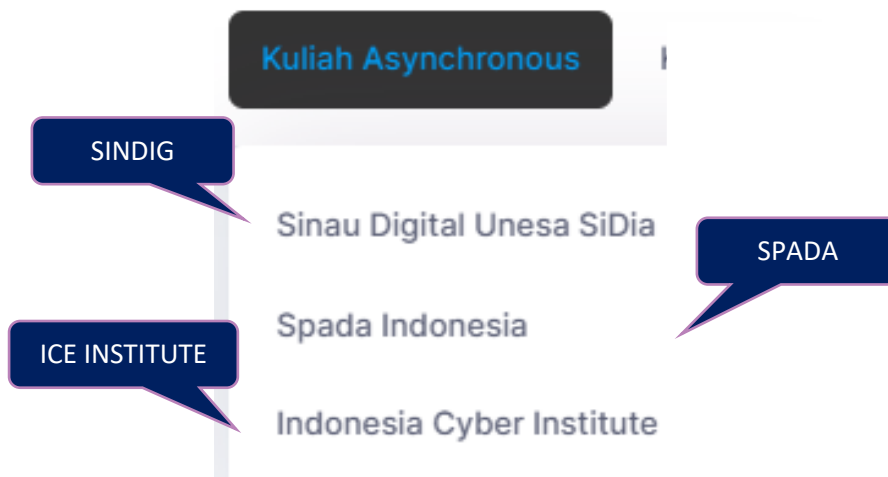 Kuliah Asynchronous
SINDIG
Sinau Digital Unesa SiDia
SPADA
Spada Indonesia
ICE INSTITUTE
Indonesia Cyber Institute